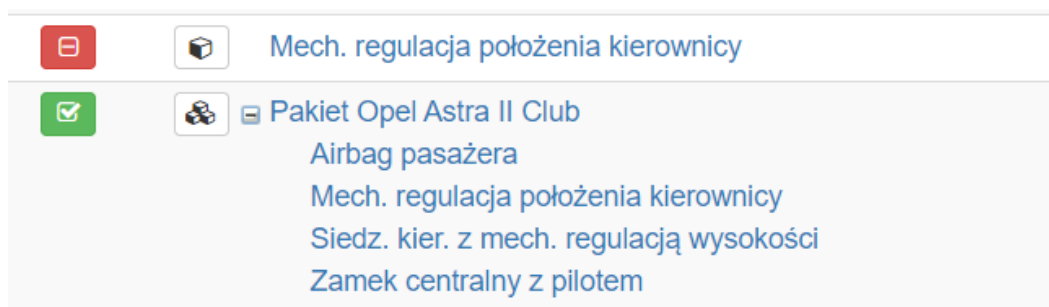 Mech. regulacja położenia kierownicy
Pakiet Opel Astra II Club
Airbag pasażera
Mech. regulacja położenia kierownicy
Siedz. kier. z mech. regulacją wysokości
Zamek centralny z pilotem